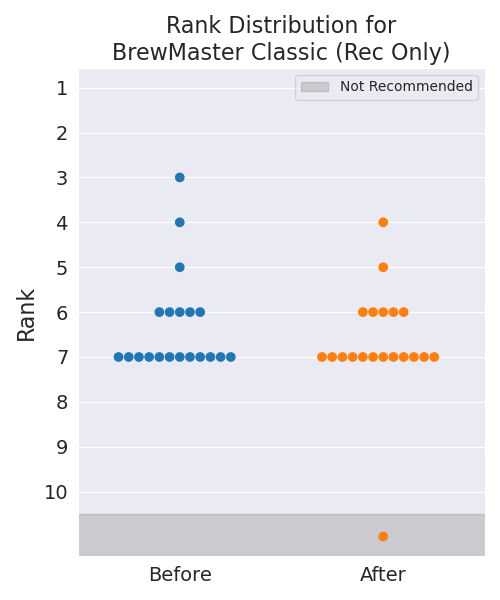 Rank Distribution for
BrewMaster Classic (Rec Only)
Not Recommended
1
2
3
4
5
6
7
8
9
10
Rank
Before
After